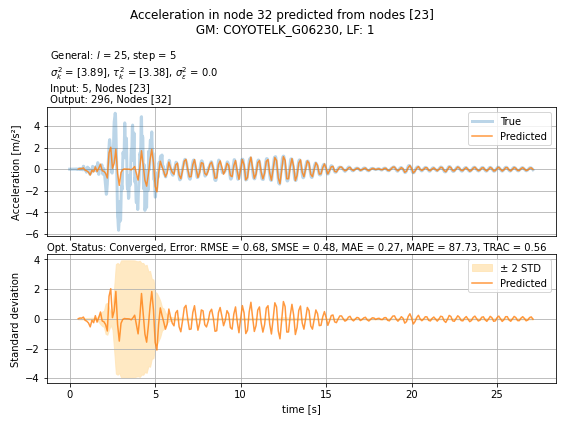 Acceleration in node 32 predicted from nodes [23]
GM: COYOTELK_G06230, LF: 1
General: l = 25, step = 5
σ²ₖ = [3.89], τ²ₖ = [3.38], σ²ε = 0.0
Input: 5, Nodes [23]
Output: 296, Nodes [32]
Acceleration [m/s²]
4
2
0
−2
−4
−6
True
Predicted
Opt. Status: Converged, Error: RMSE = 0.68, SMSE = 0.48, MAE = 0.27, MAPE = 87.73, TRAC = 0.56
Standard deviation
4
2
0
−2
−4
± 2 STD
Predicted
0 5 10 15 20 25
time [s]